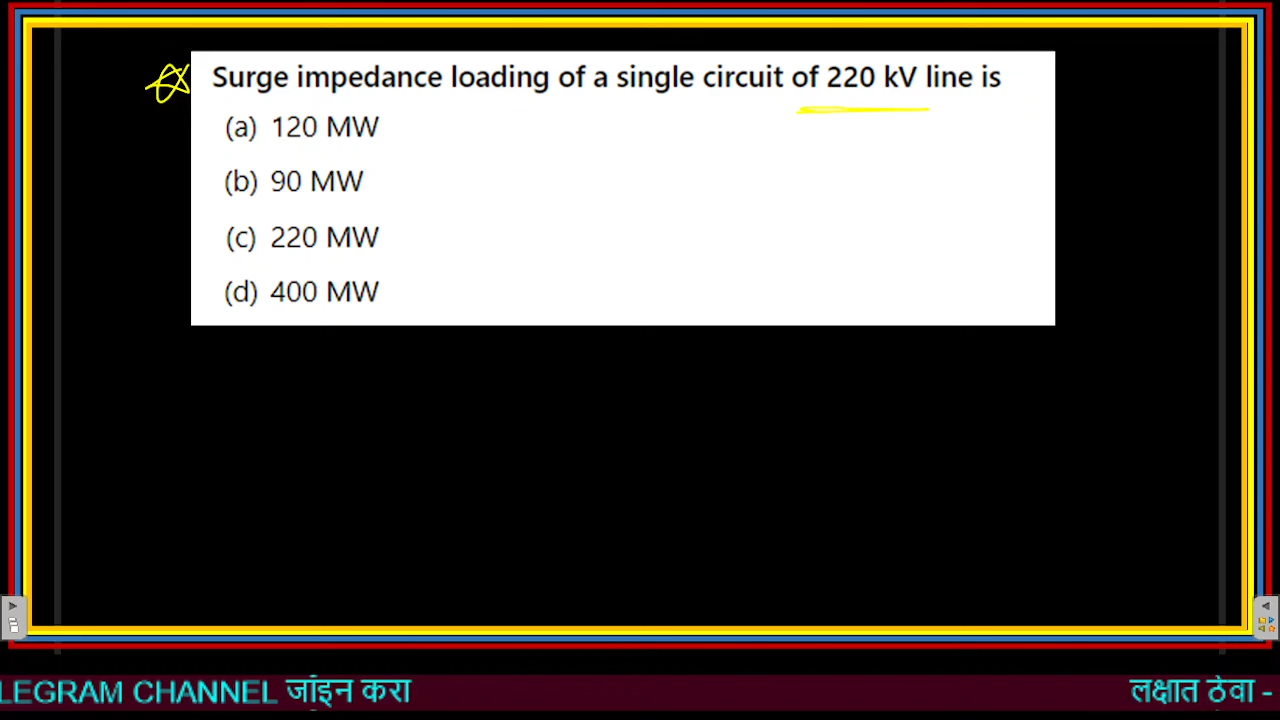 Surge impedance loading of a single circuit of 220 kV line is
(a) 120 MW
(b) 90 MW
(c) 220 MW
(d) 400 MW
LEGRAM CHANNEL जॉइन करा
लक्षात ठेवा -